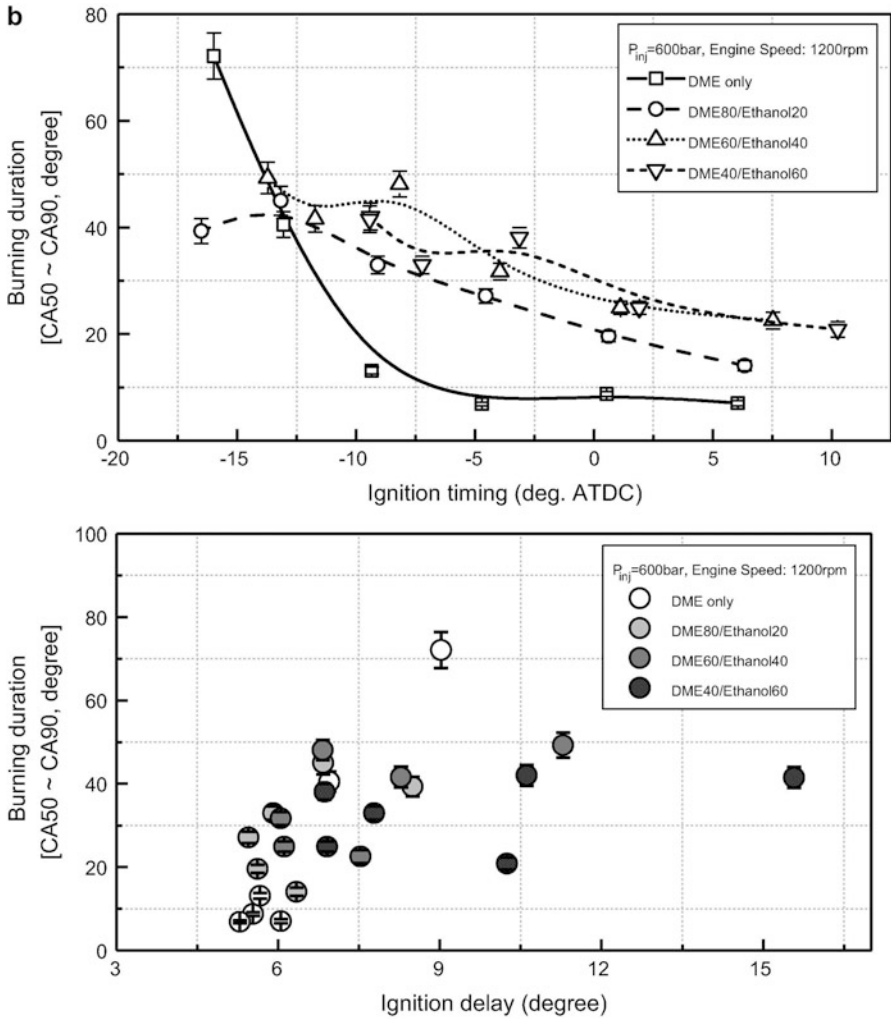 b
80
60
40
20
0
Burning duration
[CA50 ~ CA90, degree]
P_inj=600bar, Engine Speed: 1200rpm
DME only
DME80/Ethanol20
DME60/Ethanol40
DME40/Ethanol60
-20 -15 -10 -5 0 5 10
Ignition timing (deg. ATDC)
100
80
60
40
20
0
Burning duration
[CA50 ~ CA90, degree]
P_inj=600bar, Engine Speed: 1200rpm
DME only
DME80/Ethanol20
DME60/Ethanol40
DME40/Ethanol60
3 6 9 12 15
Ignition delay (degree)